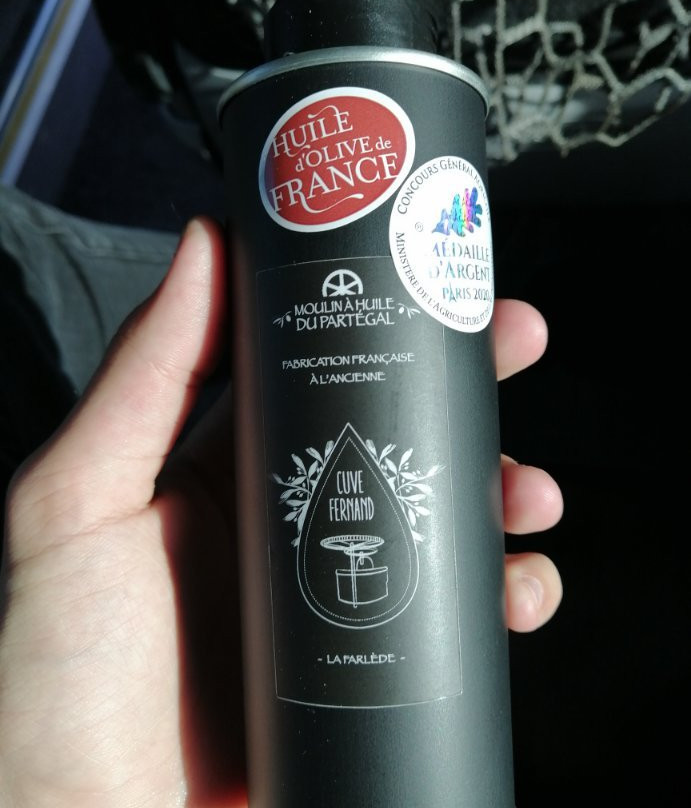 HUILE
d'OLIVE de
FRANCE
CONCOURS GÉNÉRAL
MÉDAILLE
D'ARGENT
PARIS 2020
MINISTÈRE DE L'AGRICULTURE ET
MOULIN À HUILE
DU PARTÉGAL
FABRICATION FRANÇAISE
À L'ANCIENNE
CUVE
FERNAND
- LA FARLÈDE -